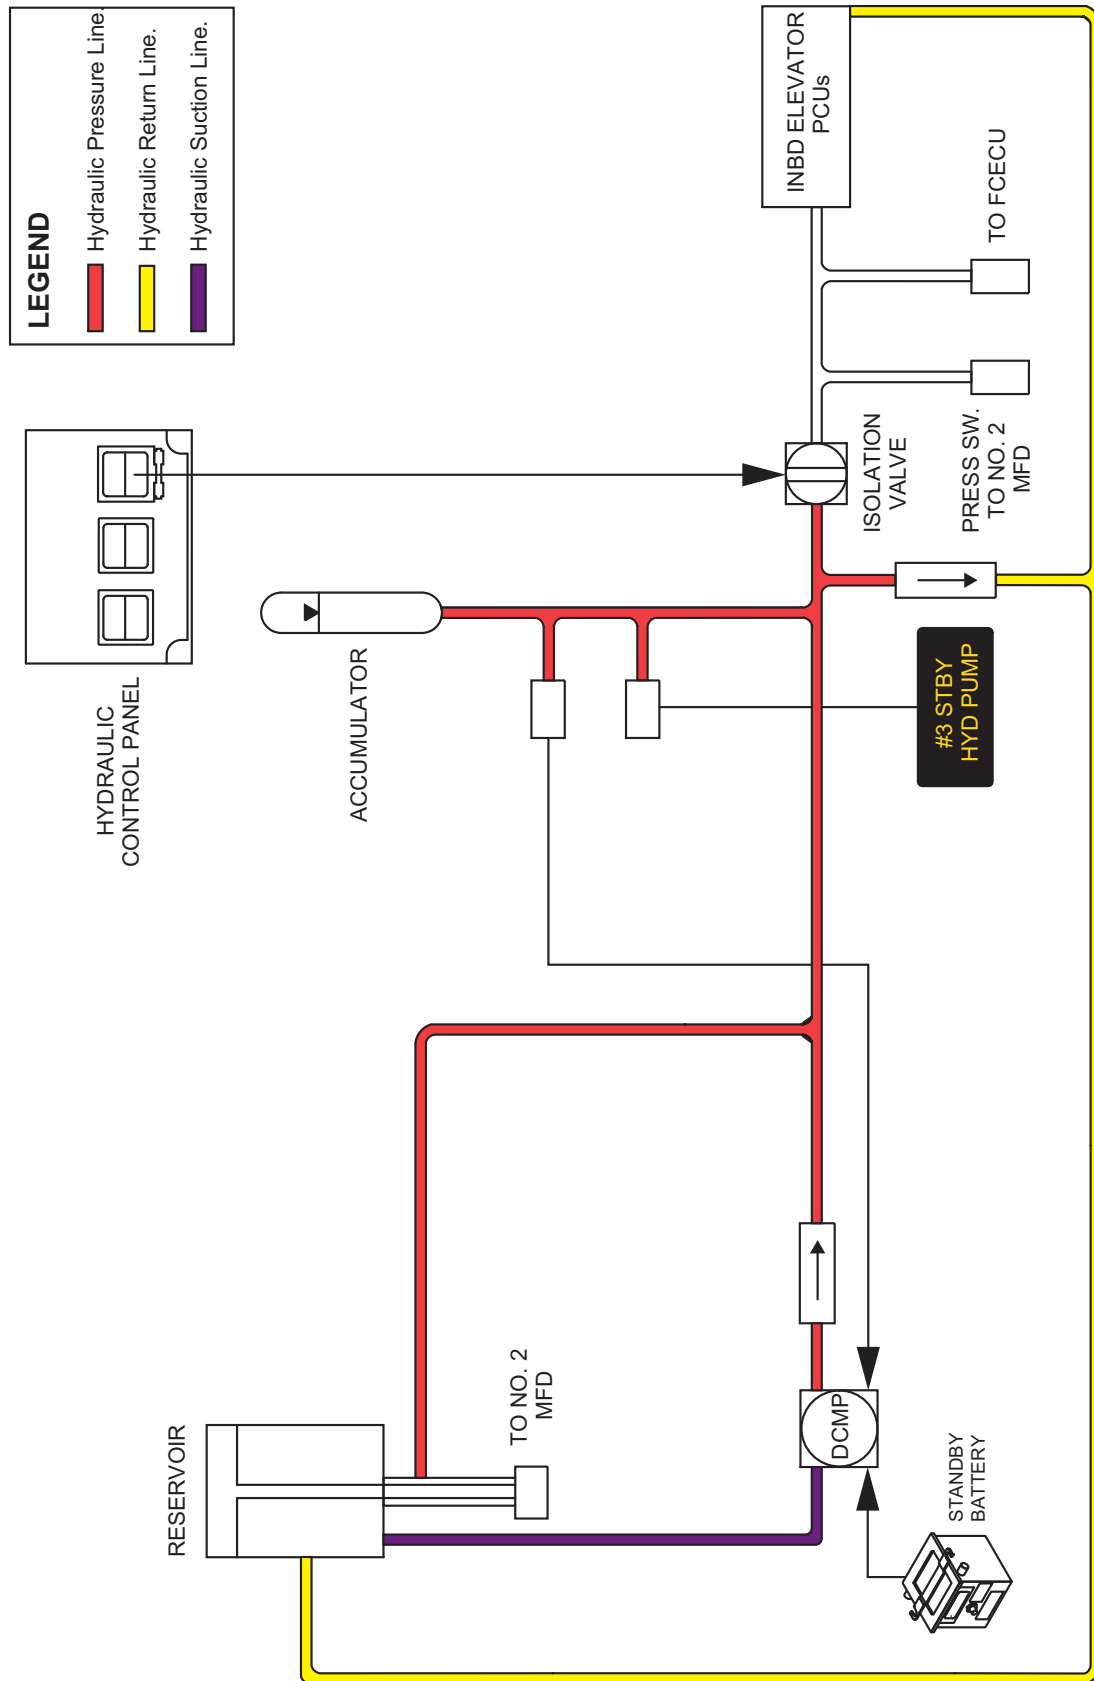 LEGEND
Hydraulic Pressure Line.
Hydraulic Return Line.
Hydraulic Suction Line.
HYDRAULIC
CONTROL PANEL
ACCUMULATOR
RESERVOIR
TO NO. 2
MFD
DCMP
STANDBY
BATTERY
#3 STBY
HYD PUMP
ISOLATION
VALVE
PRESS SW.
TO NO. 2
MFD
TO FCECU
INBD ELEVATOR
PCUs